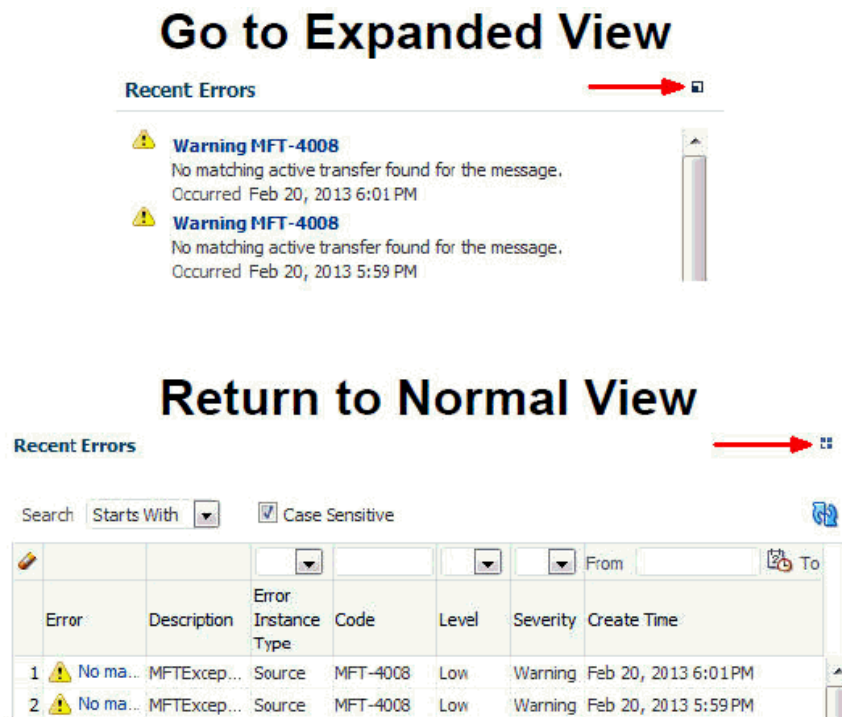 Go to Expanded View
Recent Errors
Warning MFT-4008
No matching active transfer found for the message.
Occurred Feb 20, 2013 6:01 PM
Warning MFT-4008
No matching active transfer found for the message.
Occurred Feb 20, 2013 5:59 PM
Return to Normal View
Recent Errors
Search Starts With Case Sensitive
From To
Error Description Error Instance Type Code Level Severity Create Time
1 No ma... MFTExcep... Source MFT-4008 Low Warning Feb 20, 2013 6:01 PM
2 No ma... MFTExcep... Source MFT-4008 Low Warning Feb 20, 2013 5:59 PM